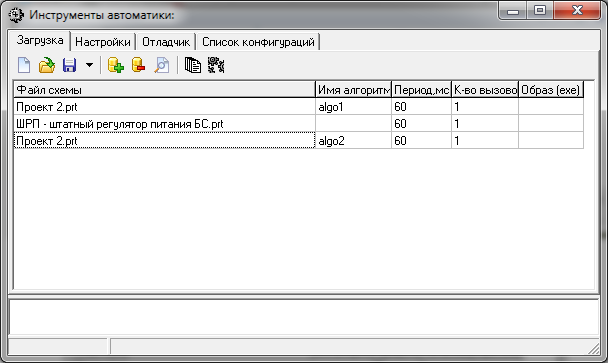 Инструменты автоматики:
Загрузка Настройки Отладчик Список конфигураций
Файл схемы Имя алгоритм Период,мс К-во вызово Образ (exe)
Проект 2.prt algo1 60 1
ШРП - штатный регулятор питания БС.prt 60 1
Проект 2.prt algo2 60 1